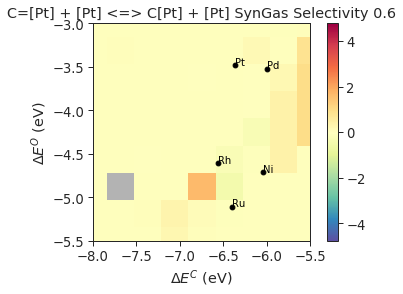 C=[Pt] + [Pt] <=> C[Pt] + [Pt] SynGas Selectivity 0.6
−3.0
−3.5
−4.0
−4.5
−5.0
−5.5
ΔE^O (eV)
Pt
Pd
Rh
Ni
Ru
−8.0 −7.5 −7.0 −6.5 −6.0 −5.5
ΔE^C (eV)
4
2
0
−2
−4